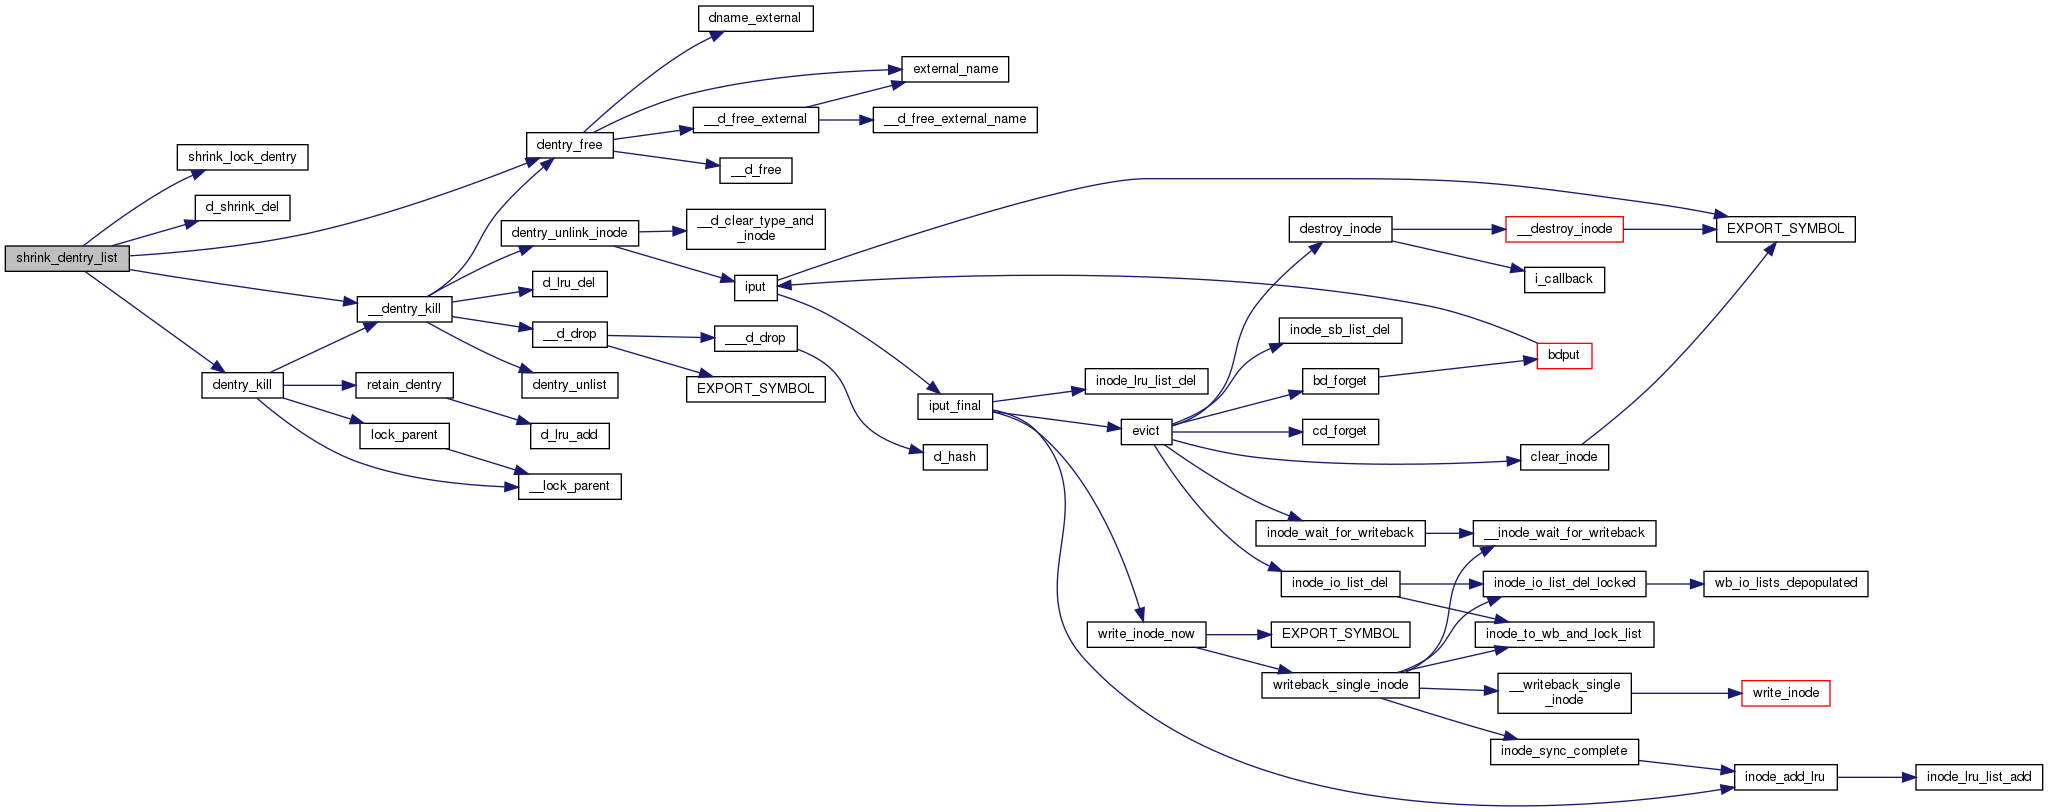 dname_external
external_name
__d_free_external
__d_free_external_name
dentry_free
shrink_lock_dentry
__d_free
d_shrink_del
__d_clear_type_and
_inode
dentry_unlink_inode
destroy_inode
__destroy_inode
EXPORT_SYMBOL
shrink_dentry_list
d_lru_del
iput
i_callback
__dentry_kill
__d_drop
___d_drop
inode_sb_list_del
bdput
dentry_kill
retain_dentry
dentry_unlist
EXPORT_SYMBOL
inode_lru_list_del
bd_forget
iput_final
lock_parent
d_lru_add
evict
cd_forget
d_hash
clear_inode
__lock_parent
inode_wait_for_writeback
__inode_wait_for_writeback
inode_io_list_del
inode_io_list_del_locked
wb_io_lists_depopulated
write_inode_now
EXPORT_SYMBOL
inode_to_wb_and_lock_list
writeback_single_inode
__writeback_single
_inode
write_inode
inode_sync_complete
inode_add_lru
inode_lru_list_add